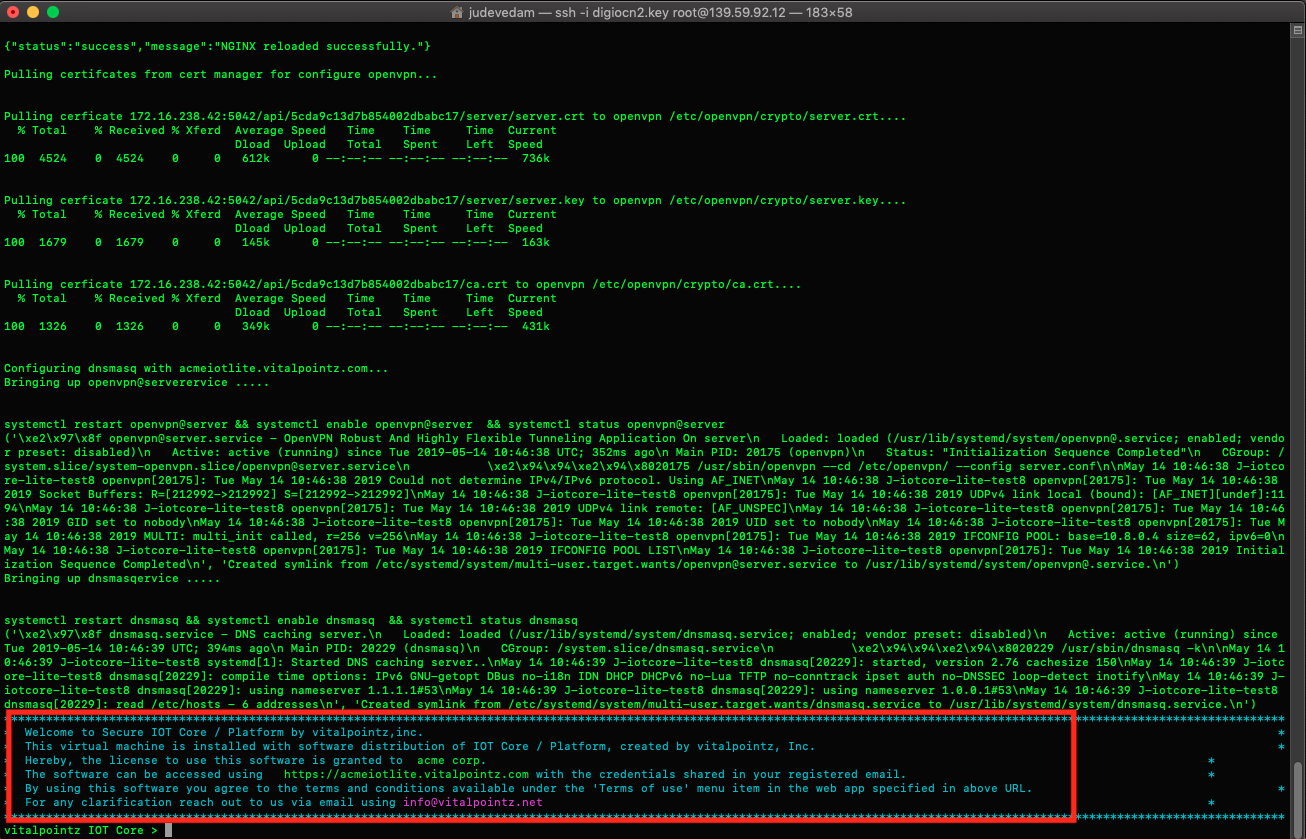 judevedam — ssh -i digiocn2.key root@139.59.92.12 — 183×58
{"status":"success","message":"NGINX reloaded successfully."}
Pulling certifcates from cert manager for configure openvpn...
Pulling cerficate 172.16.238.42:5042/api/5cda9c13d7b854002dbabc17/server/server.crt to openvpn /etc/openvpn/crypto/server.crt....
% Total    % Received % Xferd  Average Speed   Time    Time     Time  Current
Dload  Upload   Total   Spent    Left  Speed
100  4524    0  4524    0     0   612k      0 --:--:-- --:--:-- --:--:--  736k
Pulling cerficate 172.16.238.42:5042/api/5cda9c13d7b854002dbabc17/server/server.key to openvpn /etc/openvpn/crypto/server.key....
% Total    % Received % Xferd  Average Speed   Time    Time     Time  Current
Dload  Upload   Total   Spent    Left  Speed
100  1679    0  1679    0     0   145k      0 --:--:-- --:--:-- --:--:--  163k
Pulling cerficate 172.16.238.42:5042/api/5cda9c13d7b854002dbabc17/ca.crt to openvpn /etc/openvpn/crypto/ca.crt....
% Total    % Received % Xferd  Average Speed   Time    Time     Time  Current
Dload  Upload   Total   Spent    Left  Speed
100  1326    0  1326    0     0   349k      0 --:--:-- --:--:-- --:--:--  431k
Configuring dnsmasq with acmeiotlite.vitalpointz.com...
Bringing up openvpn@serverervice .....
systemctl restart openvpn@server && systemctl enable openvpn@server  && systemctl status openvpn@server
('\xe2\x97\x8f openvpn@server.service - OpenVPN Robust And Highly Flexible Tunneling Application On server\n   Loaded: loaded (/usr/lib/systemd/system/openvpn@.service; enabled; vendo
r preset: disabled)\n   Active: active (running) since Tue 2019-05-14 10:46:38 UTC; 352ms ago\n Main PID: 20175 (openvpn)\n   Status: "Initialization Sequence Completed"\n   CGroup: /
system.slice/system-openvpn.slice/openvpn@server.service\n           \xe2\x94\x94\xe2\x94\x8020175 /usr/sbin/openvpn --cd /etc/openvpn/ --config server.conf\n\nMay 14 10:46:38 J-iotco
re-lite-test8 openvpn[20175]: Tue May 14 10:46:38 2019 Could not determine IPv4/IPv6 protocol. Using AF_INET\nMay 14 10:46:38 J-iotcore-lite-test8 openvpn[20175]: Tue May 14 10:46:38
2019 Socket Buffers: R=[212992->212992] S=[212992->212992]\nMay 14 10:46:38 J-iotcore-lite-test8 openvpn[20175]: Tue May 14 10:46:38 2019 UDPv4 link local (bound): [AF_INET][undef]:11
94\nMay 14 10:46:38 J-iotcore-lite-test8 openvpn[20175]: Tue May 14 10:46:38 2019 UDPv4 link remote: [AF_UNSPEC]\nMay 14 10:46:38 J-iotcore-lite-test8 openvpn[20175]: Tue May 14 10:46
:38 2019 GID set to nobody\nMay 14 10:46:38 J-iotcore-lite-test8 openvpn[20175]: Tue May 14 10:46:38 2019 UID set to nobody\nMay 14 10:46:38 J-iotcore-lite-test8 openvpn[20175]: Tue M
ay 14 10:46:38 2019 MULTI: multi_init called, r=256 v=256\nMay 14 10:46:38 J-iotcore-lite-test8 openvpn[20175]: Tue May 14 10:46:38 2019 IFCONFIG POOL: base=10.8.0.4 size=62, ipv6=0\n
May 14 10:46:38 J-iotcore-lite-test8 openvpn[20175]: Tue May 14 10:46:38 2019 IFCONFIG POOL LIST\nMay 14 10:46:38 J-iotcore-lite-test8 openvpn[20175]: Tue May 14 10:46:38 2019 Initial
ization Sequence Completed\n', 'Created symlink from /etc/systemd/system/multi-user.target.wants/openvpn@server.service to /usr/lib/systemd/system/openvpn@.service.\n')
Bringing up dnsmasqervice .....
systemctl restart dnsmasq && systemctl enable dnsmasq  && systemctl status dnsmasq
('\xe2\x97\x8f dnsmasq.service - DNS caching server.\n   Loaded: loaded (/usr/lib/systemd/system/dnsmasq.service; enabled; vendor preset: disabled)\n   Active: active (running) since
Tue 2019-05-14 10:46:39 UTC; 394ms ago\n Main PID: 20229 (dnsmasq)\n   CGroup: /system.slice/dnsmasq.service\n           \xe2\x94\x94\xe2\x94\x8020229 /usr/sbin/dnsmasq -k\n\nMay 14 1
0:46:39 J-iotcore-lite-test8 systemd[1]: Started DNS caching server..\nMay 14 10:46:39 J-iotcore-lite-test8 dnsmasq[20229]: started, version 2.76 cachesize 150\nMay 14 10:46:39 J-iotc
ore-lite-test8 dnsmasq[20229]: compile time options: IPv6 GNU-getopt DBus no-i18n IDN DHCP DHCPv6 no-Lua TFTP no-conntrack ipset auth no-DNSSEC loop-detect inotify\nMay 14 10:46:39 J-
iotcore-lite-test8 dnsmasq[20229]: using nameserver 1.1.1.1#53\nMay 14 10:46:39 J-iotcore-lite-test8 dnsmasq[20229]: using nameserver 1.0.0.1#53\nMay 14 10:46:39 J-iotcore-lite-test8
dnsmasq[20229]: read /etc/hosts - 6 addresses\n', 'Created symlink from /etc/systemd/system/multi-user.target.wants/dnsmasq.service to /usr/lib/systemd/system/dnsmasq.service.\n')
Welcome to Secure IOT Core / Platform by vitalpointz,inc. *
This virtual machine is installed with software distribution of IOT Core / Platform, created by vitalpointz, Inc. *
Hereby, the license to use this software is granted to  acme corp. *
The software can be accessed using   https://acmeiotlite.vitalpointz.com with the credentials shared in your registered email. *
By using this software you agree to the terms and conditions available under the 'Terms of use' menu item in the web app specified in above URL. *
For any clarification reach out to us via email using info@vitalpointz.net *
vitalpointz IOT Core >